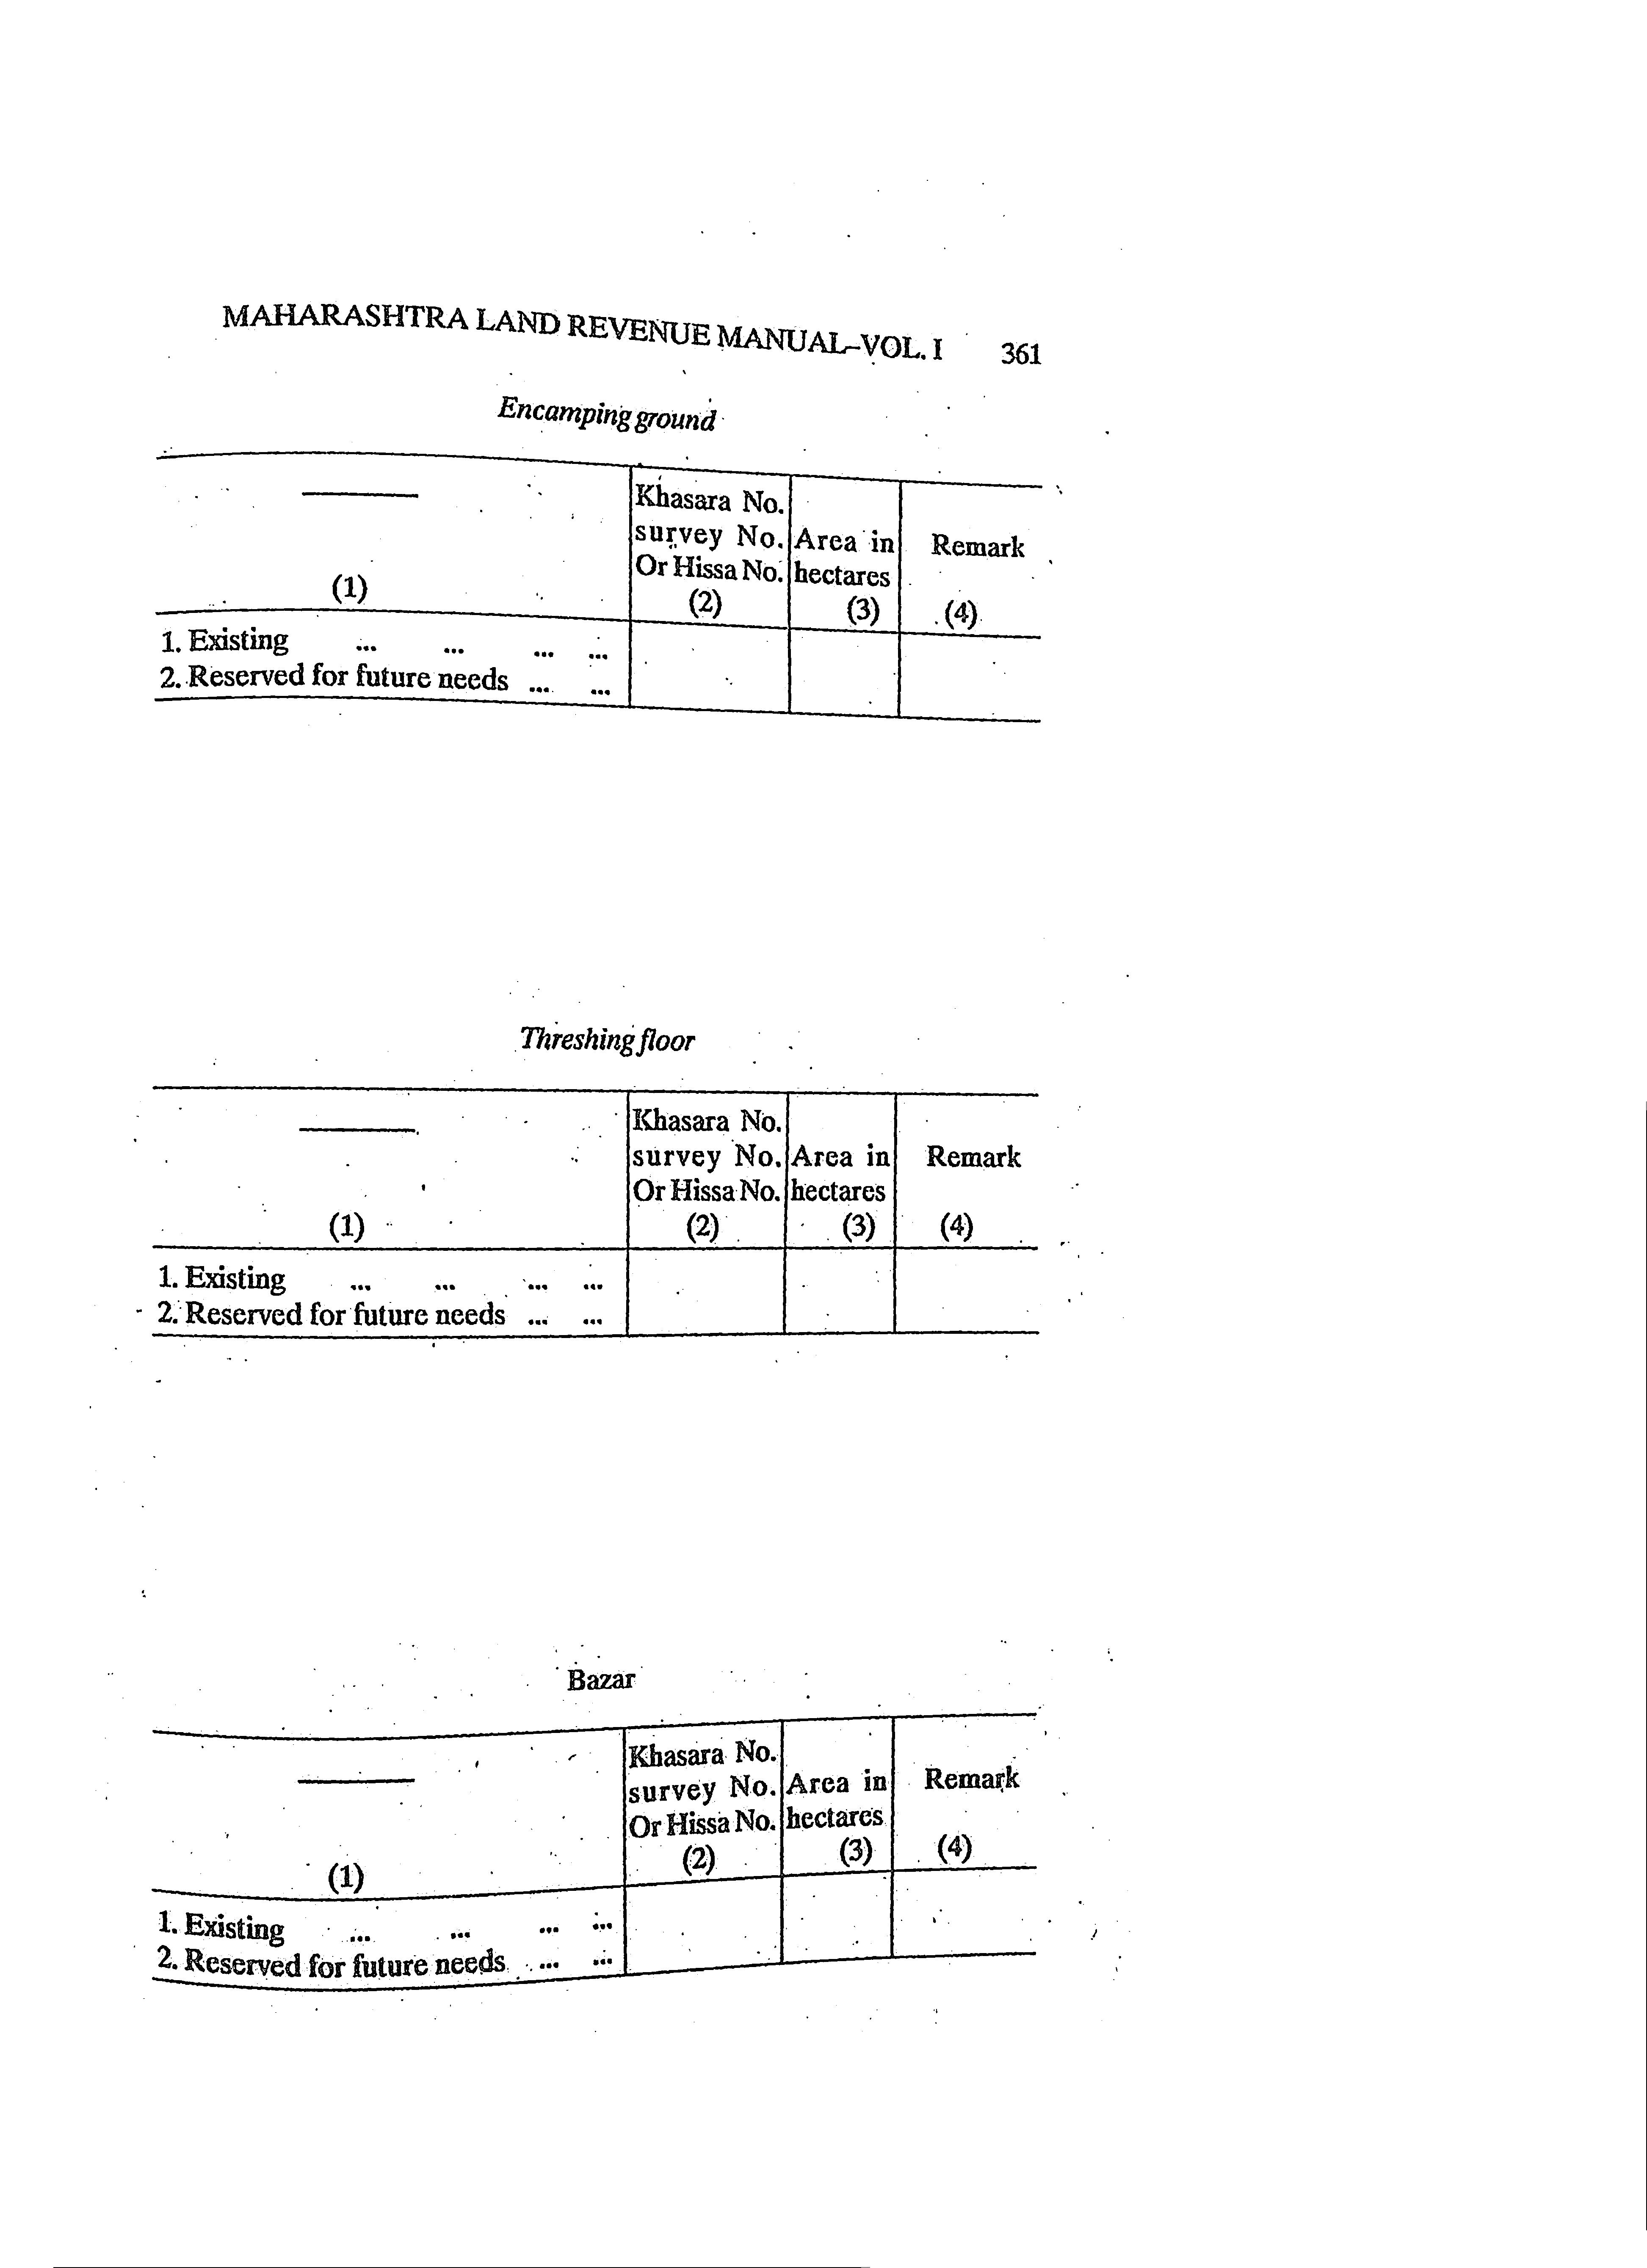 MAHARASHTRA LAND REVENUE MANUAL–VOL. I 361
Encamping ground
Khasara No.
survey No. Area in Remark
Or Hissa No. hectares
(1) (2) (3) (4)
1. Existing ... ... ... ...
2. Reserved for future needs ... ...
Threshing floor
Khasara No.
survey No. Area in Remark
Or Hissa No. hectares
(1) (2) (3) (4)
1. Existing ... ... ... ...
2. Reserved for future needs ... ...
Bazar
Khasara No.
survey No. Area in Remark
Or Hissa No. hectares
(1) (2) (3) (4)
1. Existing ... ... ... ...
2. Reserved for future needs ... ...